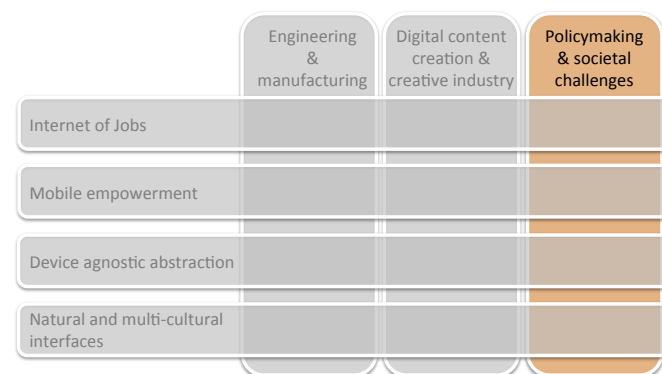 Engineering
&
manufacturing
Digital content
creation &
creative industry
Policymaking
& societal
challenges
Internet of Jobs
Mobile empowerment
Device agnostic abstraction
Natural and multi-cultural
interfaces